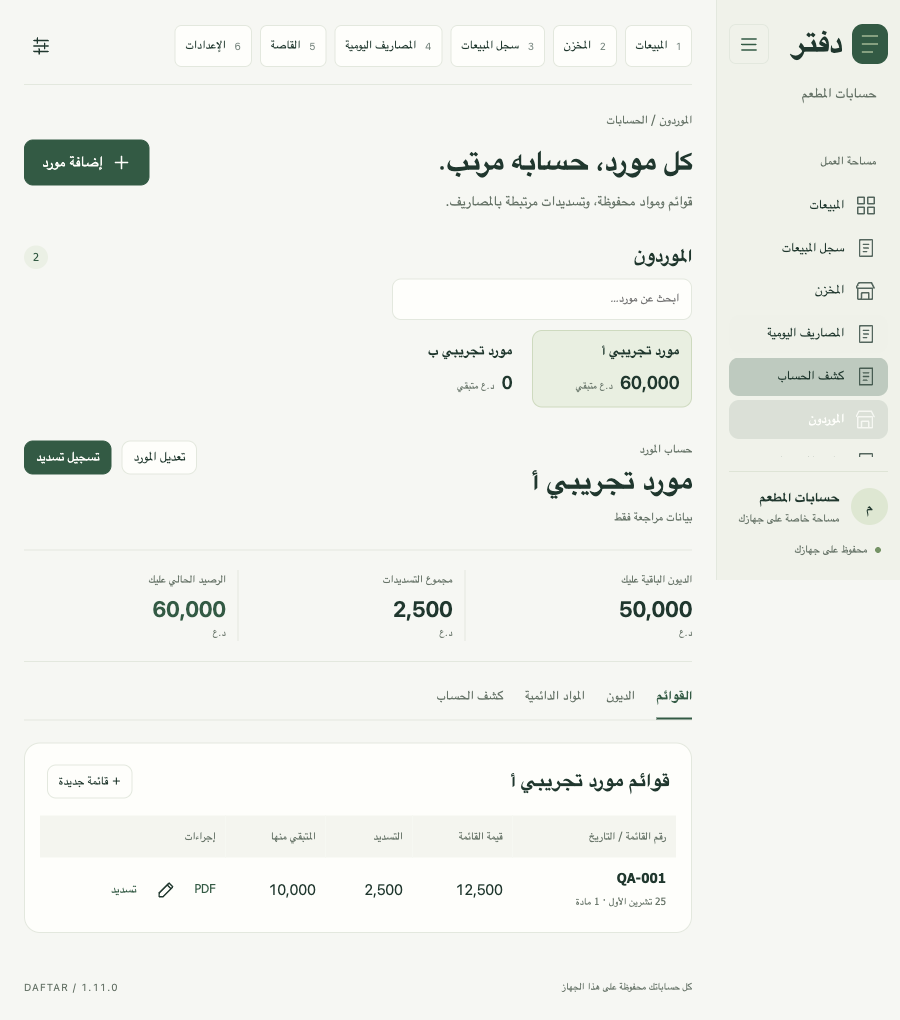 دفتر
حسابات المطعم
مساحة العمل
المبيعات
سجل المبيعات
المخزن
المصاريف اليومية
كشف الحساب
الموردون
م
حسابات المطعم
مساحة خاصة على جهازك
محفوظ على جهازك
1 المبيعات
2 المخزن
3 سجل المبيعات
4 المصاريف اليومية
5 القاصة
6 الإعدادات
الموردون / الحسابات
كل مورد، حسابه مرتب.
إضافة مورد
قوائم ومواد محفوظة، وتسديدات مرتبطة بالمصاريف.
الموردون
2
ابحث عن مورد...
مورد تجريبي أ
60,000 د.ع متبقي
مورد تجريبي ب
0 د.ع متبقي
حساب المورد
مورد تجريبي أ
بيانات مراجعة فقط
تعديل المورد
تسجيل تسديد
الديون الباقية عليك
50,000
د.ع
مجموع التسديدات
2,500
د.ع
الرصيد الحالي عليك
60,000
د.ع
القوائم الديون المواد الدائمية كشف الحساب
قوائم مورد تجريبي أ
+ قائمة جديدة
رقم القائمة / التاريخ قيمة القائمة التسديد المتبقي منها إجراءات
QA-001 12,500 2,500 10,000 PDF تسديد
25 تشرين الأول · 1 مادة
كل حساباتك محفوظة على هذا الجهاز
DAFTAR / 1.11.0